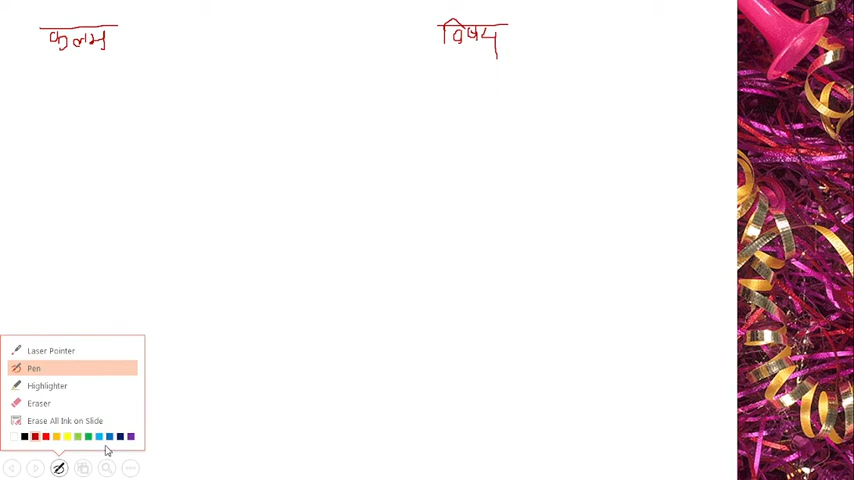 कलम विषय
Laser Pointer
Pen
Highlighter
Eraser
Erase All Ink on Slide